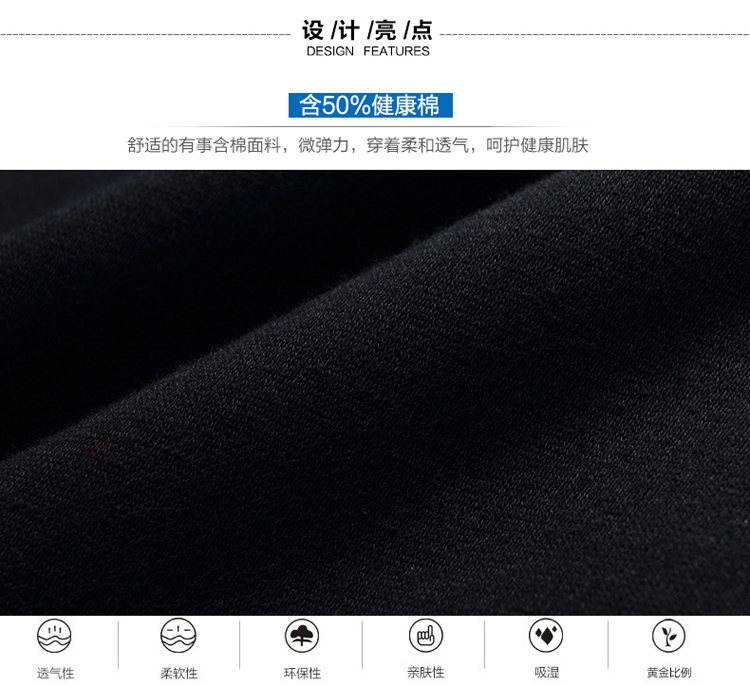 设/计/亮/点
DESIGN FEATURES
含50%健康棉
舒适的有事含棉面料，微弹力，穿着柔和透气，呵护健康肌肤
透气性
柔软性
环保性
亲肤性
吸湿
黄金比例